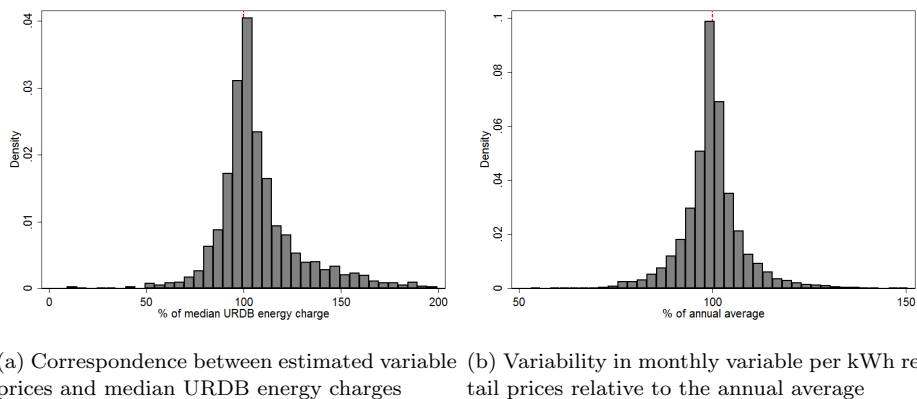 .04
.03
.02
.01
0
Density
0 50 100 150 200
% of median URDB energy charge
.1
.08
.06
.04
.02
0
Density
50 100 150
% of annual average
(a) Correspondence between estimated variable
prices and median URDB energy charges
(b) Variability in monthly variable per kWh re
tail prices relative to the annual average